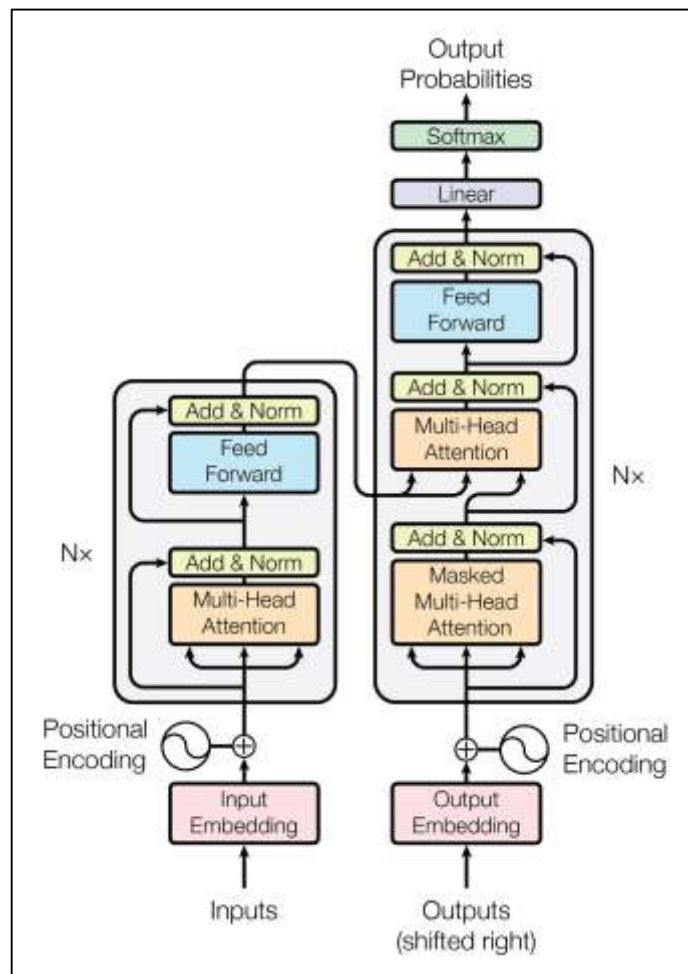 Output
Probabilities
Softmax
Linear
Add & Norm
Feed
Forward
Add & Norm
Multi-Head
Attention
Add & Norm
Masked
Multi-Head
Attention
Nx
Add & Norm
Feed
Forward
Add & Norm
Multi-Head
Attention
Nx
Positional
Encoding
Positional
Encoding
Input
Embedding
Output
Embedding
Inputs
Outputs
(shifted right)